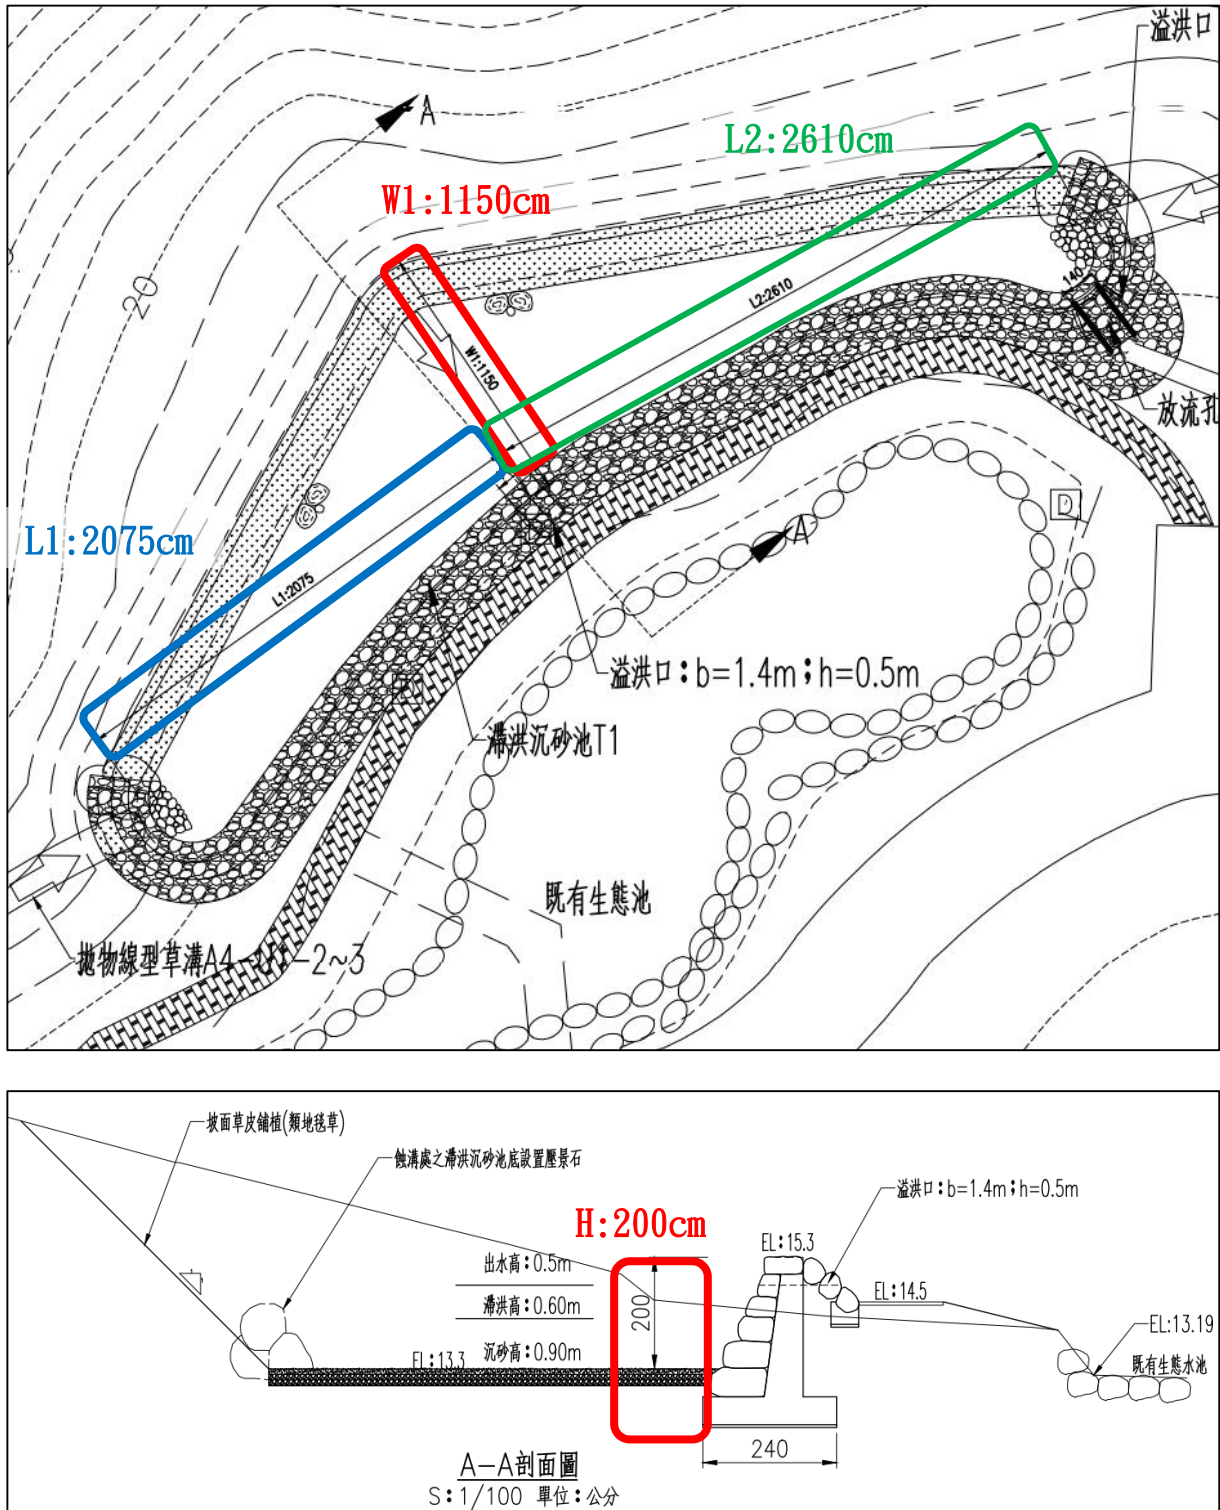 溢洪口
A
L2:2610cm
W1:1150cm
20
140
L2:2610
W1:1150
放流孔
D
L1:2075cm
A
L1:2075
溢洪口：b=1.4m；h=0.5m
滯洪沉砂池T1
既有生態池
拋物線型草溝A4-
-2~3
坡面草皮舖植(類地毯草)
蝕溝處之滯洪沉砂池底設置壓景石
溢洪口：b=1.4m；h=0.5m
H:200cm
EL:15.3
出水高：0.5m
EL:14.5
滯洪高：0.60m
200
EL:13.19
沉砂高：0.90m
EL:13.3
既有生態水池
240
A-A剖面圖
S:1/100 單位：公分